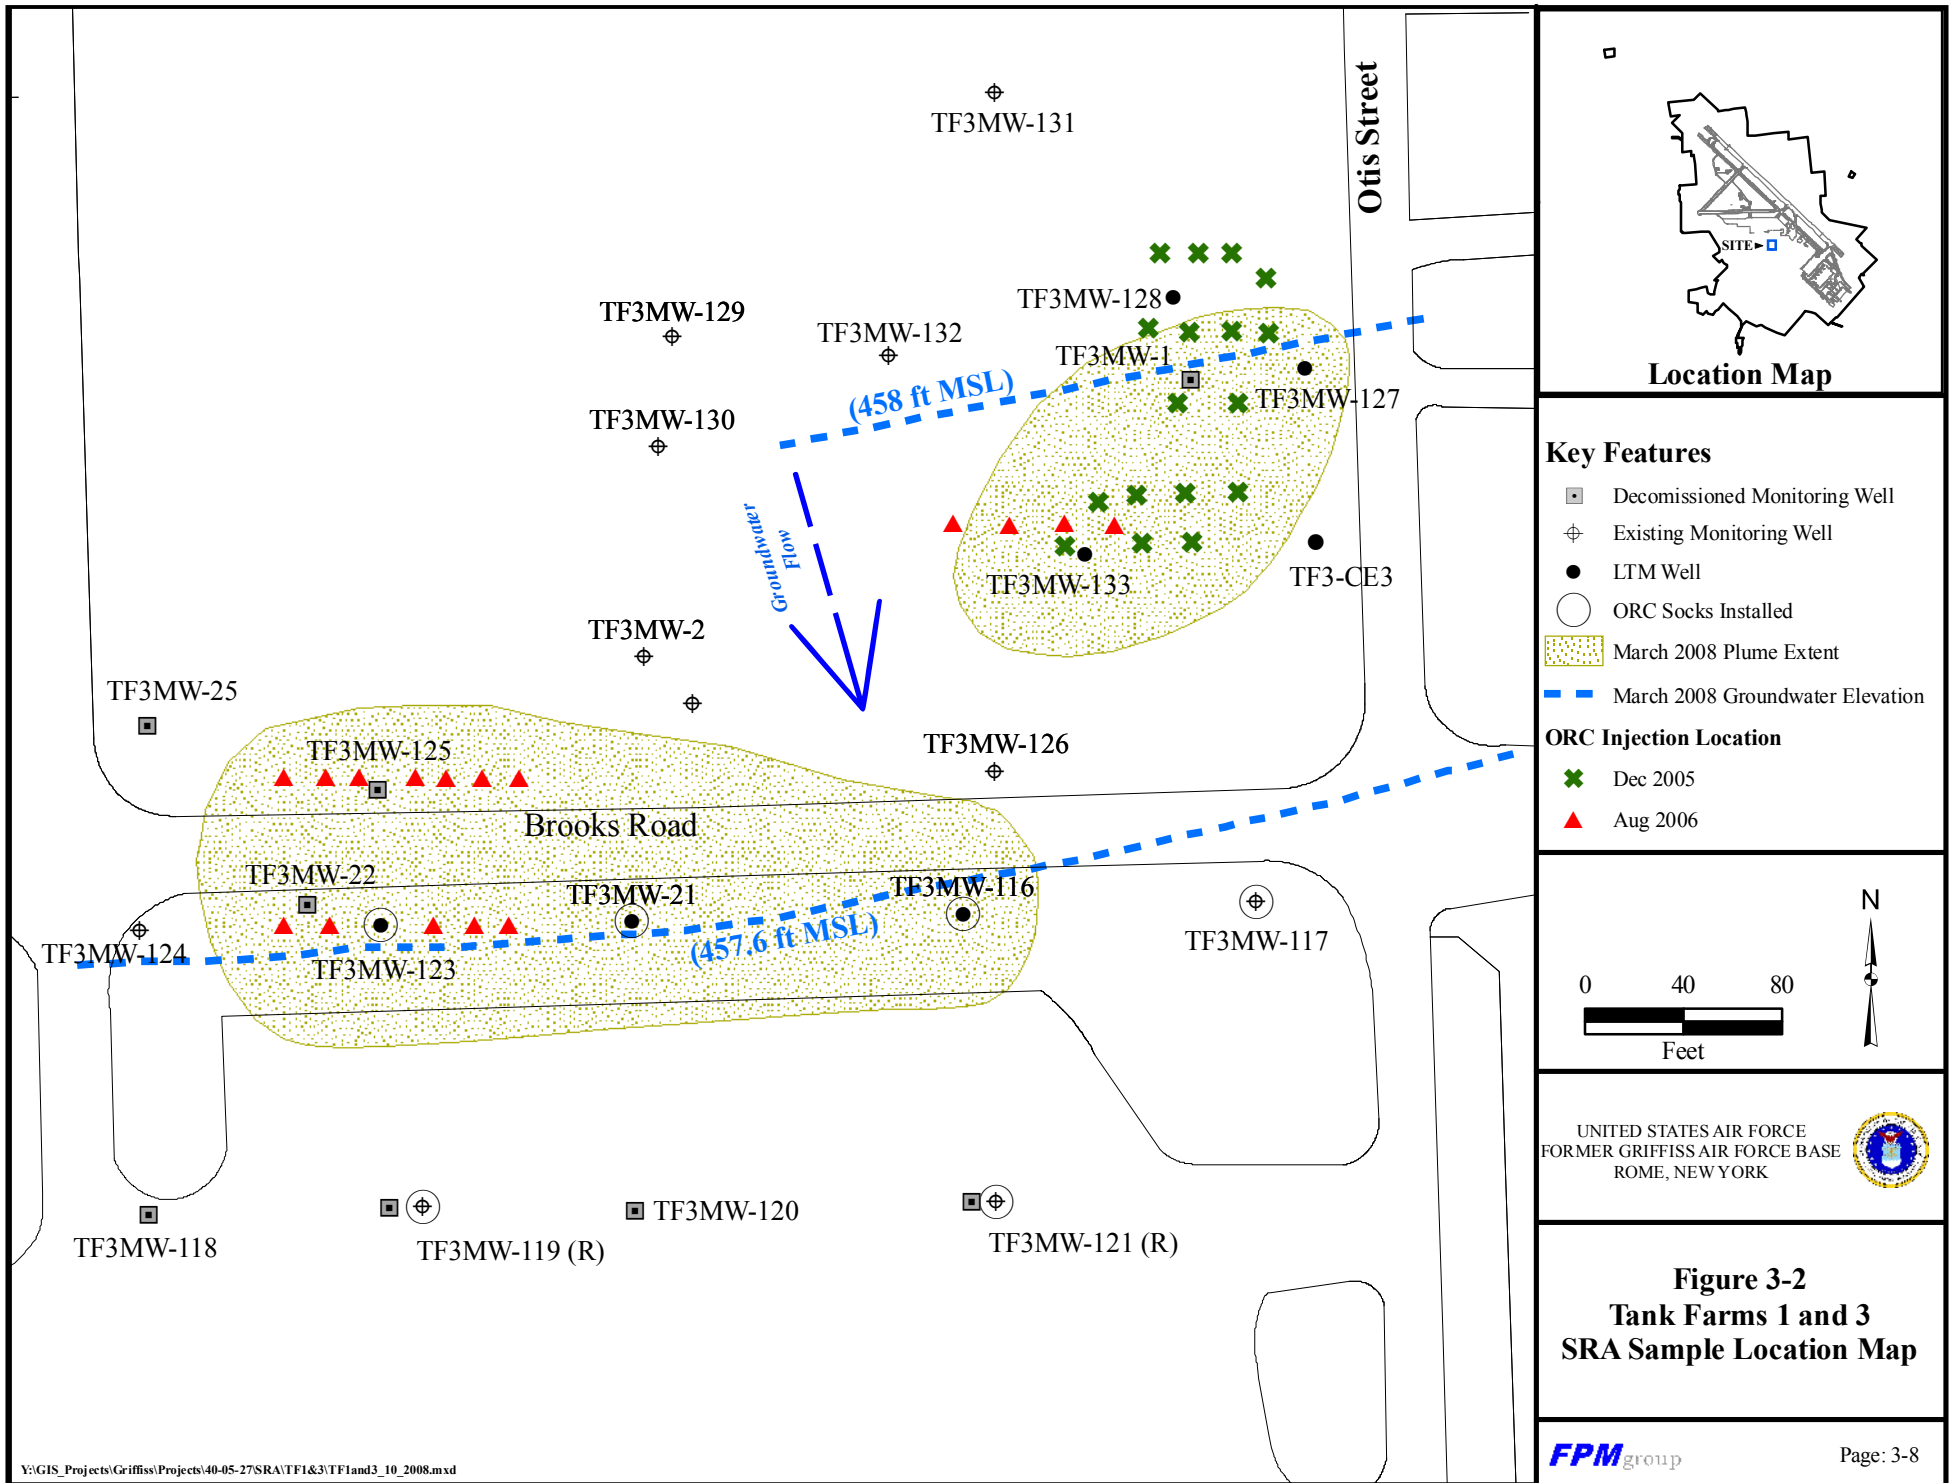 TF3MW-131
Otis Street
TF3MW-128
TF3MW-129
TF3MW-132
TF3MW-1
(458 ft MSL)
TF3MW-127
TF3MW-130
Groundwater
Flow
TF3MW-133
TF3-CE3
TF3MW-2
TF3MW-25
TF3MW-125
TF3MW-126
Brooks Road
TF3MW-22
TF3MW-21
TF3MW-116
TF3MW-124
TF3MW-123
(457.6 ft MSL)
TF3MW-117
TF3MW-118
TF3MW-119 (R)
TF3MW-120
TF3MW-121 (R)
Y:\GIS_Projects\Griffiss\Projects\40-05-27\SRA\TF1&3\TF1and3_10_2008.mxd
SITE
Location Map
Key Features
Decomissioned Monitoring Well
Existing Monitoring Well
LTM Well
ORC Socks Installed
March 2008 Plume Extent
March 2008 Groundwater Elevation
ORC Injection Location
Dec 2005
Aug 2006
N
0 40 80
Feet
UNITED STATES AIR FORCE
FORMER GRIFFISS AIR FORCE BASE
ROME, NEW YORK
Figure 3-2
Tank Farms 1 and 3
SRA Sample Location Map
FPM group
Page: 3-8